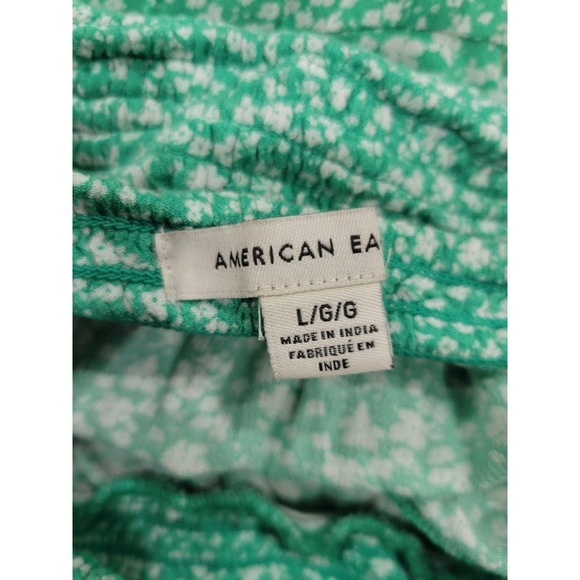 AMERICAN EA
L/G/G
MADE IN INDIA
FABRIQUÉ EN
INDE